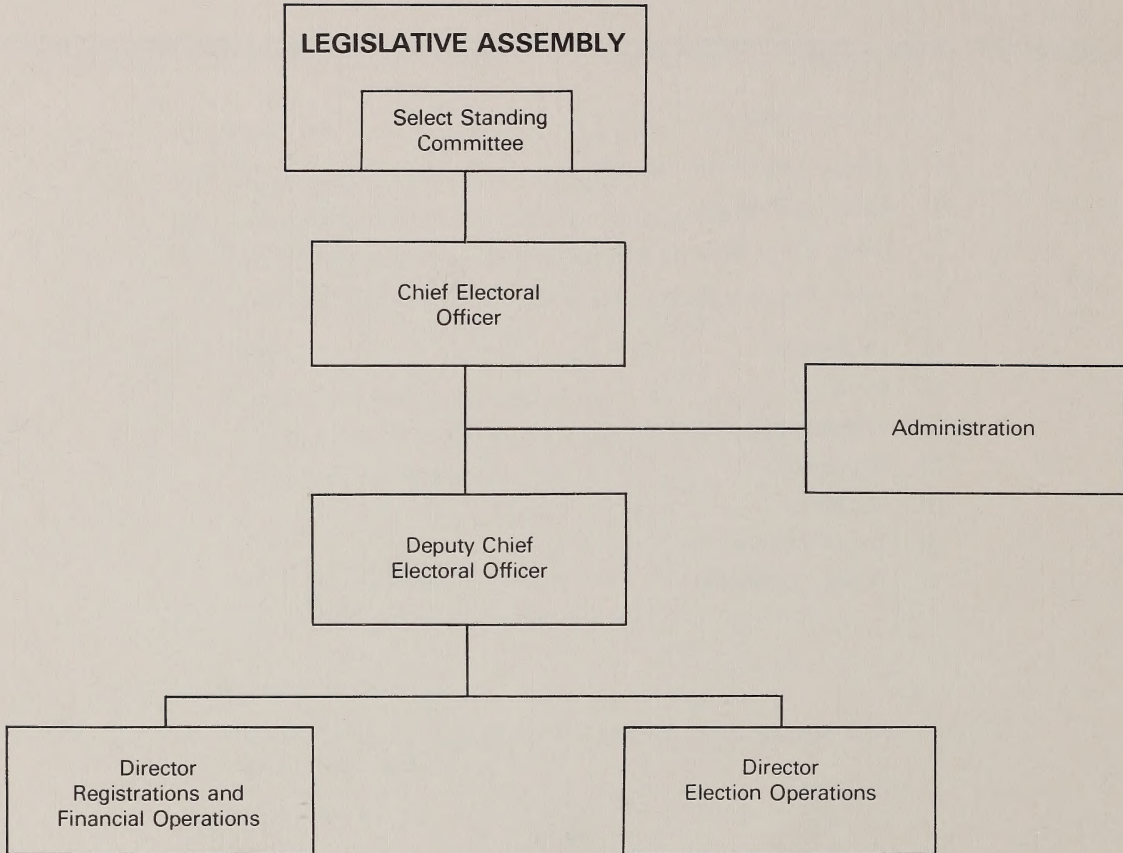 LEGISLATIVE ASSEMBLY
Select Standing
Committee
Chief Electoral
Officer
Administration
Deputy Chief
Electoral Officer
Director
Registrations and
Financial Operations
Director
Election Operations